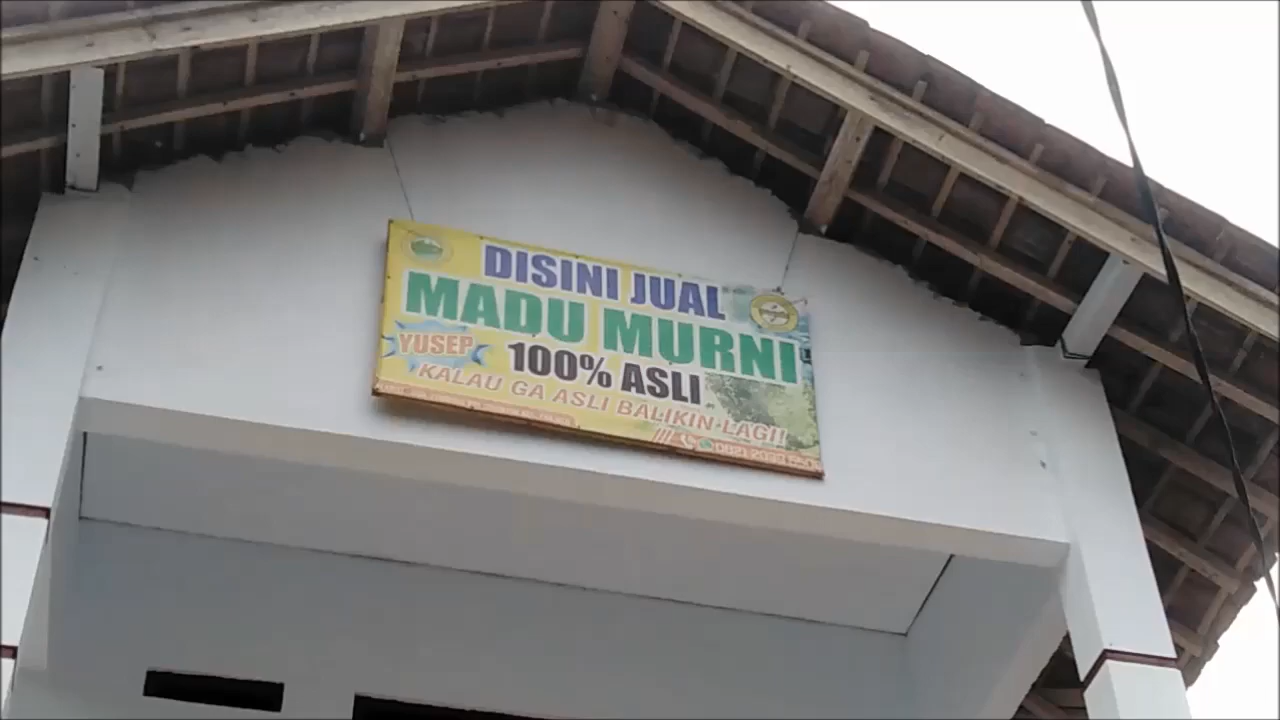 DISINI JUAL
MADU MURNI
YUSEP
100% ASLI
KALAU GA ASLI BALIKIN LAGI!